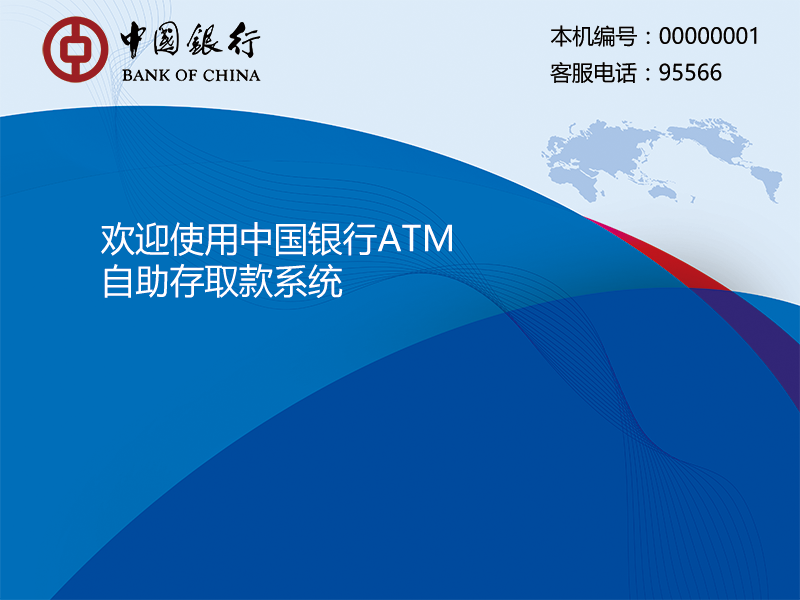 中国銀行
BANK OF CHINA
本机编号：00000001
客服电话：95566
欢迎使用中国银行ATM
自助存取款系统